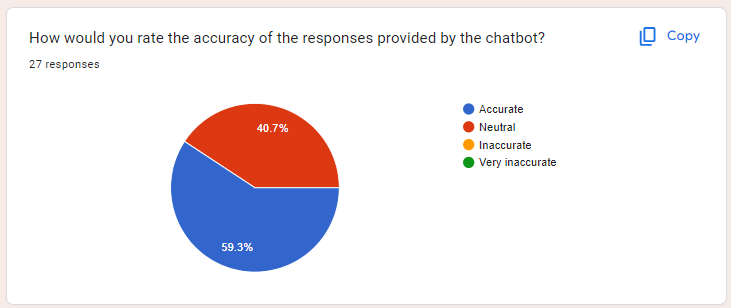 How would you rate the accuracy of the responses provided by the chatbot?
Copy
27 responses
40.7%
59.3%
Accurate
Neutral
Inaccurate
Very inaccurate